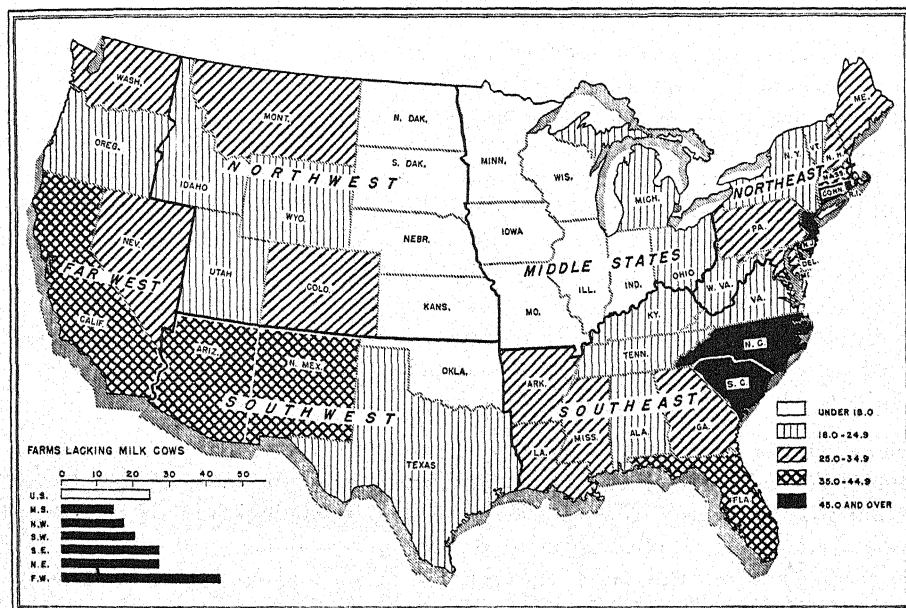 WASH.
OREG.
IDAHO
MONT.
N. DAK.
S. DAK.
NORTHWEST
WYO.
NEBR.
KANS.
COLO.
UTAH
NEV.
FAR WEST
CALIF.
ARIZ.
N. MEX.
SOUTHWEST
TEXAS
OKLA.
MINN.
WIS.
IOWA
MICH.
MIDDLE STATES
MO.
ILL.
IND.
OHIO
KY.
TENN.
W. VA.
VA.
N. C.
S. C.
SOUTHEAST
ARK.
LA.
MISS.
ALA.
GA.
FLA.
NORTHEAST
ME.
N. H.
VT.
N. Y.
MASS.
CONN.
R. I.
PA.
N. J.
DEL.
UNDER 18.0
18.0-24.9
25.0-34.9
35.0-44.9
45.0 AND OVER
FARMS LACKING MILK COWS
0 10 20 30 40 50
U.S.
M.S.
N.W.
S.W.
S.E.
N.E.
F.W.